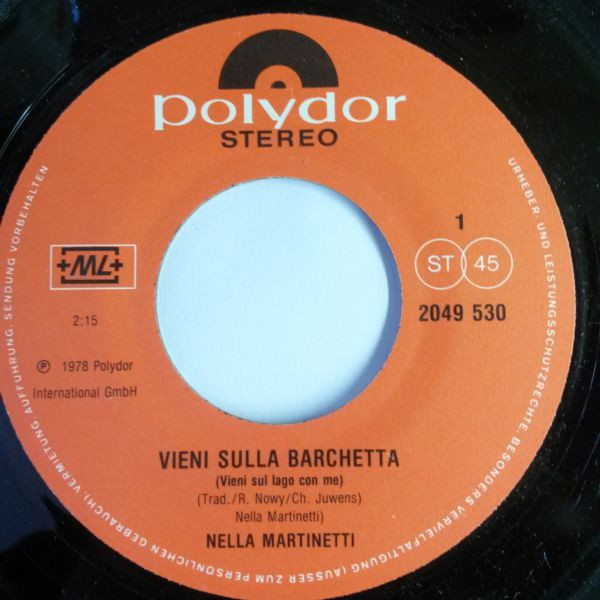 polydor
STEREO
1
+ML+
ST 45
2:15
2049 530
℗ 1978 Polydor
International GmbH
VIENI SULLA BARCHETTA
(Vieni sul lago con me)
(Trad./R. Nowy/Ch. Juwens)
Nella Martinetti)
NELLA MARTINETTI
URHEBER- UND LEISTUNGSSCHUTZRECHTE, BESONDERS VERVIELFÄLTIGUNG (AUSSER ZUM PERSÖNLICHEN GEBRAUCH), VERMIETUNG, AUFFÜHRUNG, SENDUNG VORBEHALTEN